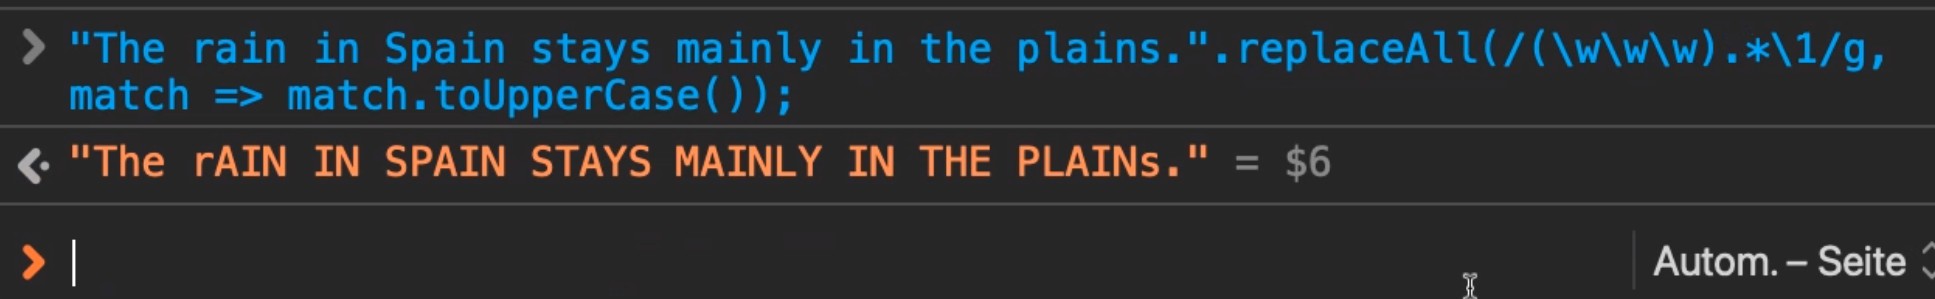 > "The rain in Spain stays mainly in the plains.".replaceAll(/(\w\w\w).*\1/g,
match => match.toUpperCase());
"The rAIN IN SPAIN STAYS MAINLY IN THE PLAINs." = $6
>
Autom. – Seite